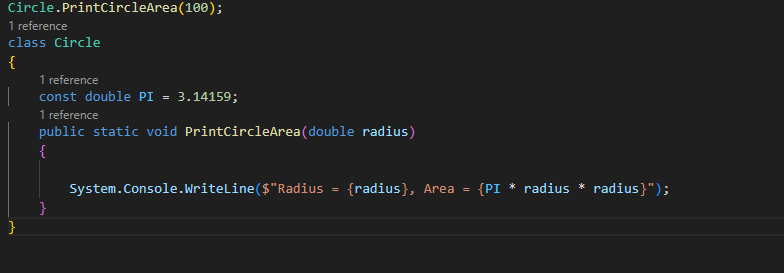 Circle.PrintCircleArea(100);
1 reference
class Circle
{
1 reference
const double PI = 3.14159;
1 reference
public static void PrintCircleArea(double radius)
{
System.Console.WriteLine($"Radius = {radius}, Area = {PI * radius * radius}");
}
}